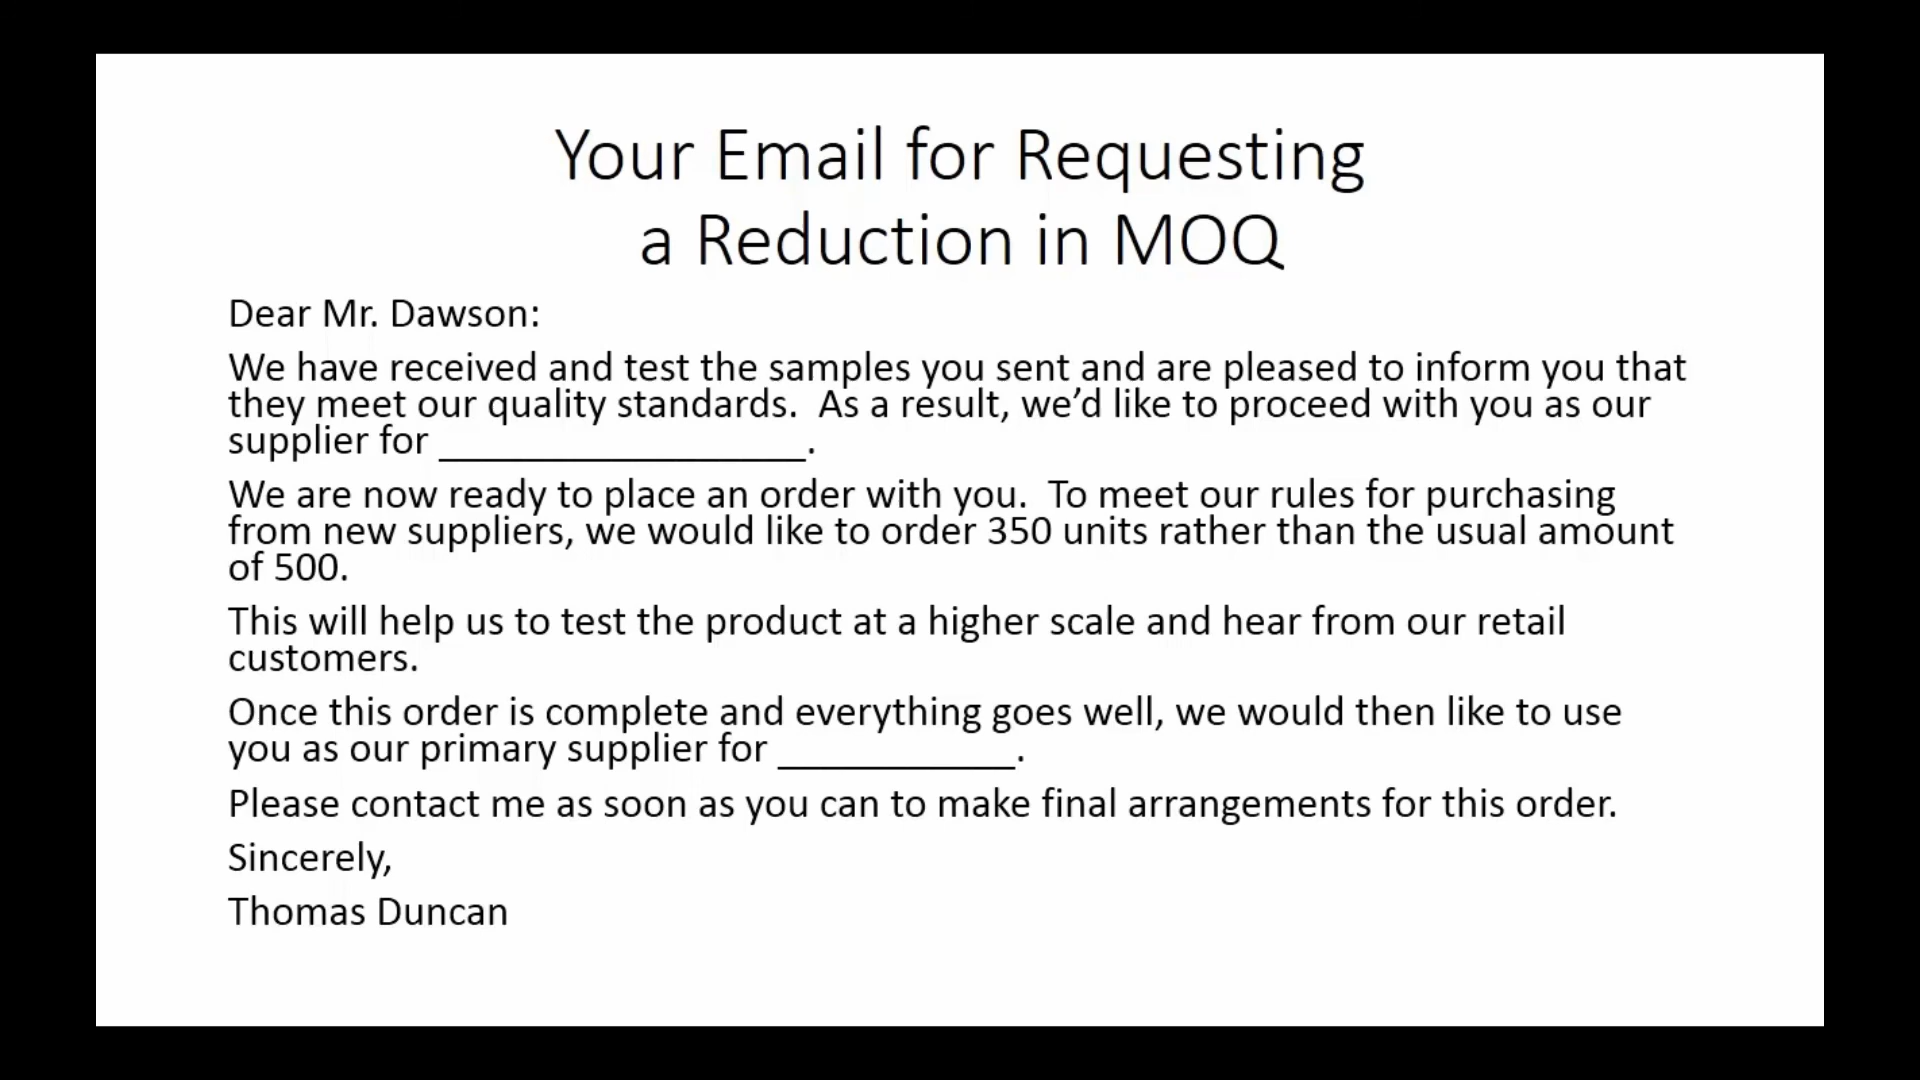 Your Email for Requesting
a Reduction in MOQ
Dear Mr. Dawson:
We have received and test the samples you sent and are pleased to inform you that
they meet our quality standards.  As a result, we’d like to proceed with you as our
supplier for _________________.
We are now ready to place an order with you.  To meet our rules for purchasing
from new suppliers, we would like to order 350 units rather than the usual amount
of 500.
This will help us to test the product at a higher scale and hear from our retail
customers.
Once this order is complete and everything goes well, we would then like to use
you as our primary supplier for ___________.
Please contact me as soon as you can to make final arrangements for this order.
Sincerely,
Thomas Duncan